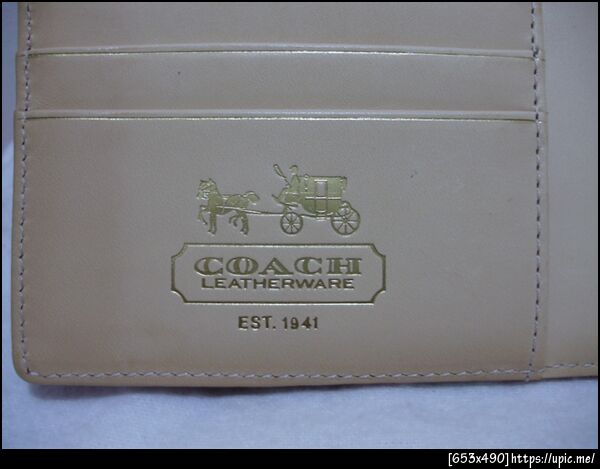 COACH
LEATHERWARE
EST. 1941
[653x490]https://upic.me/